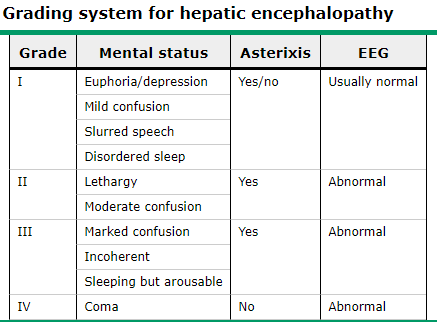 Grading system for hepatic encephalopathy
Grade Mental status Asterixis EEG
I Euphoria/depression Yes/no Usually normal
Mild confusion
Slurred speech
Disordered sleep
II Lethargy Yes Abnormal
Moderate confusion
III Marked confusion Yes Abnormal
Incoherent
Sleeping but arousable
IV Coma No Abnormal